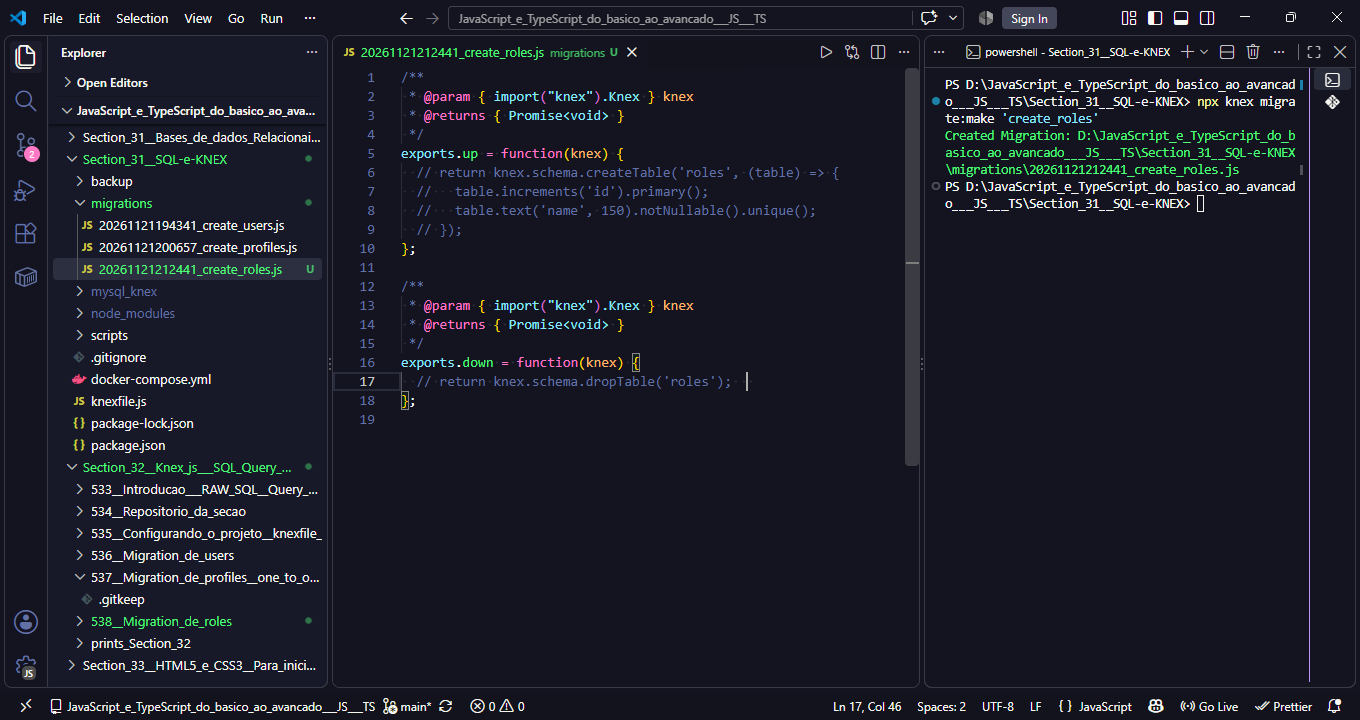 File Edit Selection View Go Run ··· JavaScript_e_TypeScript_do_basico_ao_avancado___JS___TS Sign In
Explorer ···
Open Editors
JavaScript_e_TypeScript_do_basico_ao_ava...
Section_31__Bases_de_dados_Relacionai...
Section_31__SQL-e-KNEX
backup
migrations
JS 20261121194341_create_users.js
JS 20261121200657_create_profiles.js
JS 20261121212441_create_roles.js U
mysql_knex
node_modules
scripts
.gitignore
docker-compose.yml
JS knexfile.js
{} package-lock.json
{} package.json
Section_32__Knex_js___SQL_Query_...
533__Introducao___RAW_SQL__Query_...
534__Repositorio_da_secao
535__Configurando_o_projeto__knexfile_
536__Migration_de_users
537__Migration_de_profiles__one_to_o...
.gitkeep
538__Migration_de_roles
prints_Section_32
Section_33__HTML5_e_CSS3__Para_inici...
2
JS
JS 20261121212441_create_roles.js migrations U
1 /**
2 * @param { import("knex").Knex } knex
3 * @returns { Promise<void> }
4 */
5 exports.up = function(knex) {
6 // return knex.schema.createTable('roles', (table) => {
7 //   table.increments('id').primary();
8 //   table.text('name', 150).notNullable().unique();
9 // });
10 };
11
12 /**
13 * @param { import("knex").Knex } knex
14 * @returns { Promise<void> }
15 */
16 exports.down = function(knex) {
17 // return knex.schema.dropTable('roles');
18 };
19
··· powershell - Section_31__SQL-e-KNEX ···
PS D:\JavaScript_e_TypeScript_do_basico_ao_avancad
o___JS___TS\Section_31__SQL-e-KNEX> npx knex migra
te:make 'create_roles'
Created Migration: D:\JavaScript_e_TypeScript_do_b
asico_ao_avancado___JS___TS\Section_31__SQL-e-KNEX
\migrations\20261121212441_create_roles.js
PS D:\JavaScript_e_TypeScript_do_basico_ao_avancad
o___JS___TS\Section_31__SQL-e-KNEX>
JavaScript_e_TypeScript_do_basico_ao_avancado___JS___TS main* 0 0 Ln 17, Col 46 Spaces: 2 UTF-8 LF {} JavaScript Go Live Prettier